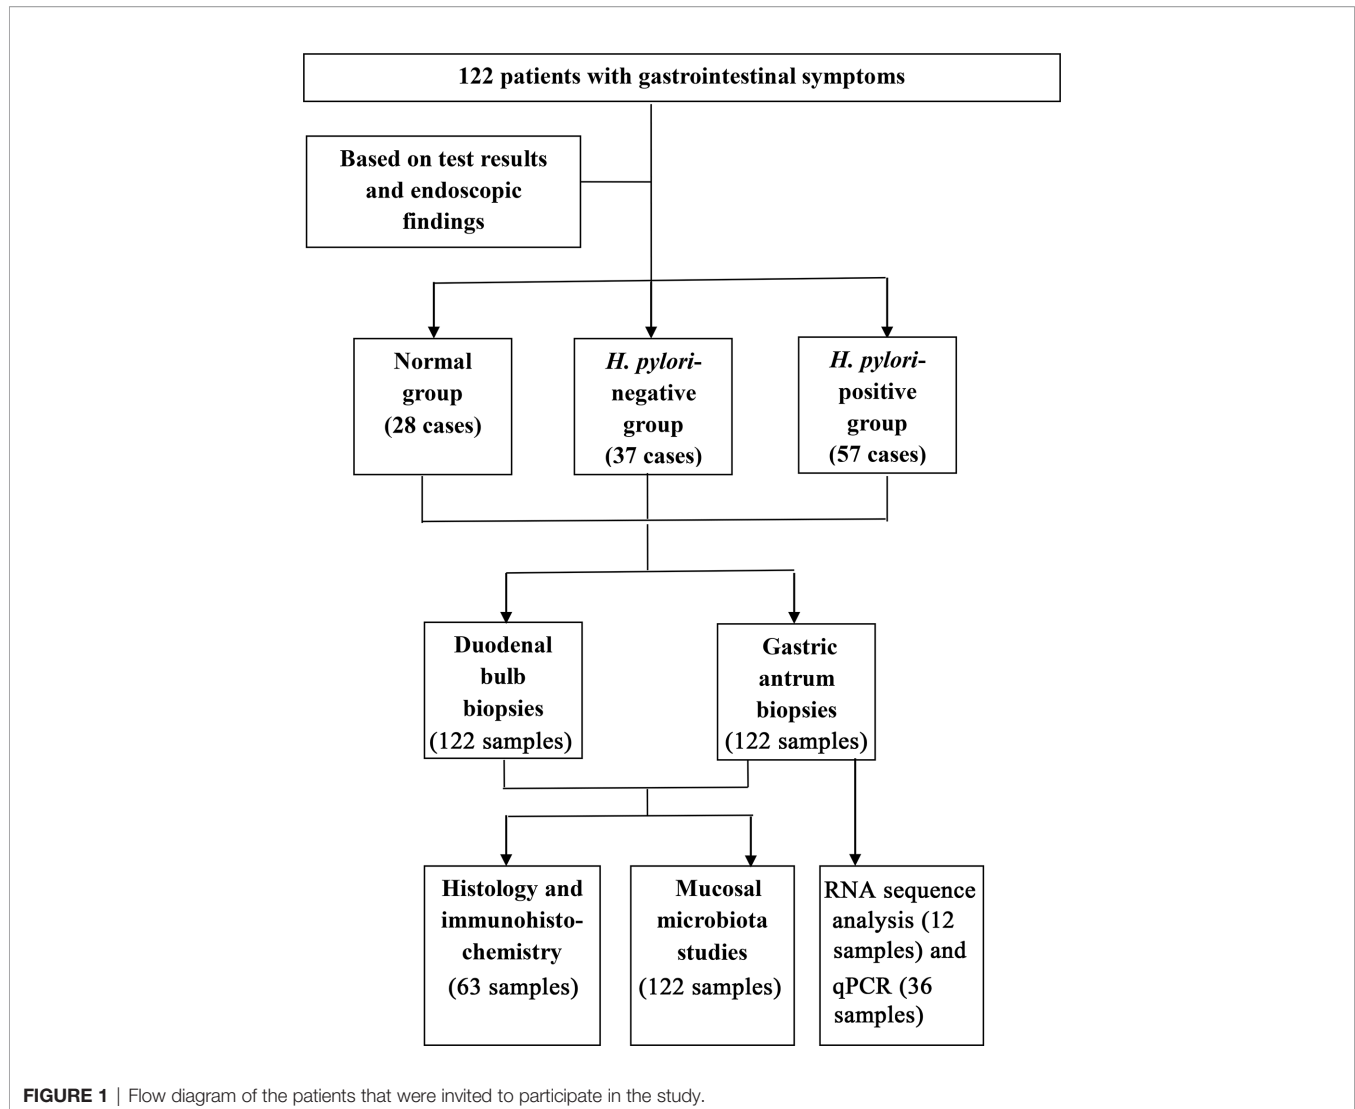 122 patients with gastrointestinal symptoms
Based on test results
and endoscopic
findings
Normal
group
(28 cases)
H. pylori-
negative
group
(37 cases)
H. pylori-
positive
group
(57 cases)
Duodenal
bulb
biopsies
(122 samples)
Gastric
antrum
biopsies
(122 samples)
Histology and
immunohisto-
chemistry
(63 samples)
Mucosal
microbiota
studies
(122 samples)
RNA sequence
analysis (12
samples) and
qPCR (36
samples)
FIGURE 1 | Flow diagram of the patients that were invited to participate in the study.